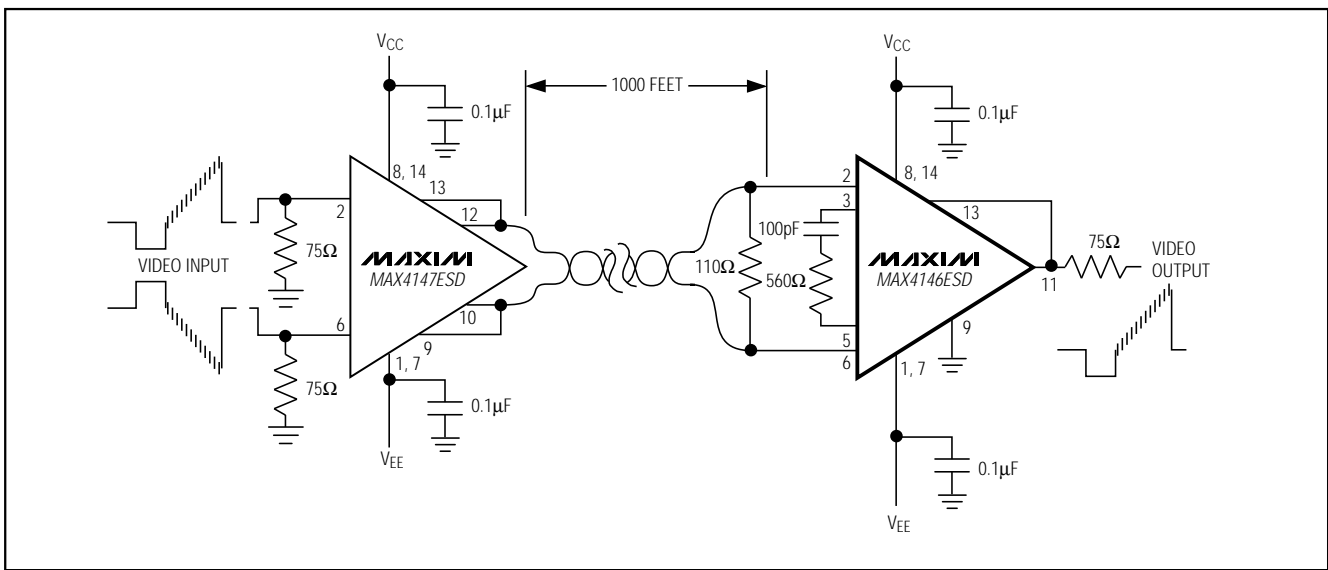 VCC
1000 FEET
0.1µF
8, 14
13
12
2
75Ω
VIDEO INPUT
MAXIM
MAX4147ESD
6
10
9
1, 7
75Ω
0.1µF
VEE
110Ω
VCC
0.1µF
8, 14
2
3
13
100pF
560Ω
MAXIM
MAX4146ESD
75Ω
VIDEO
OUTPUT
11
9
5
6
1, 7
0.1µF
VEE